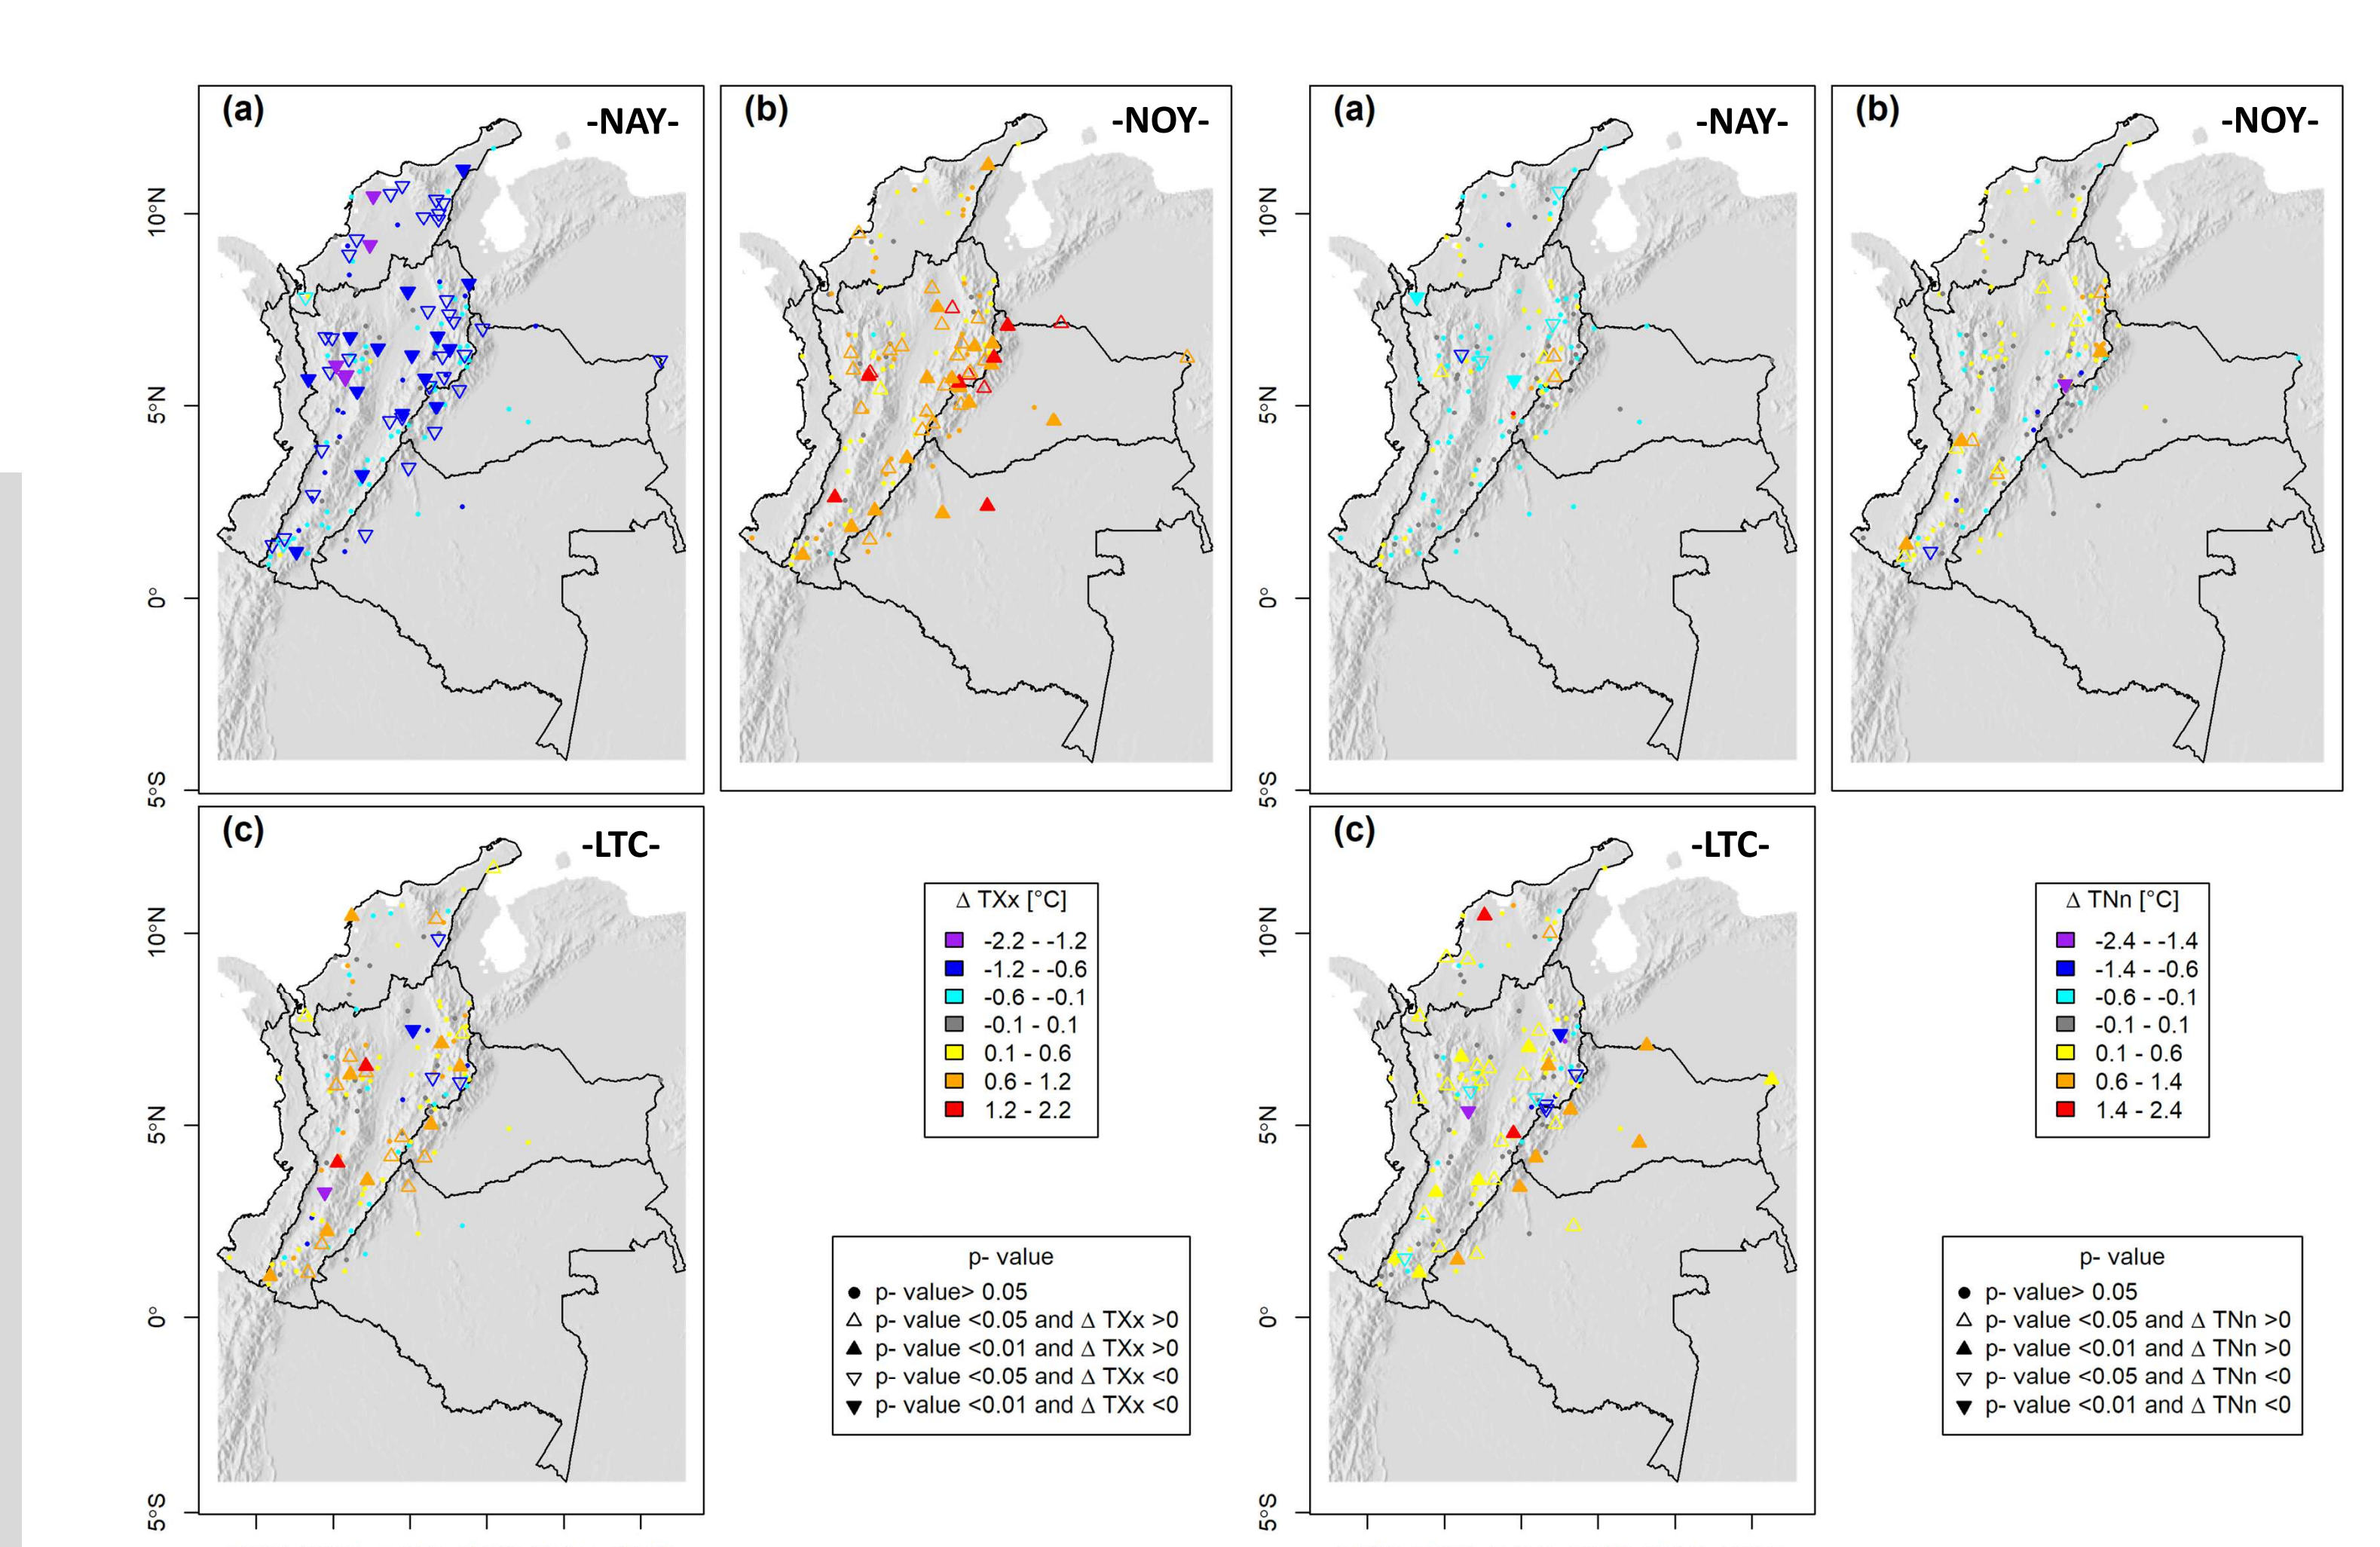 (a)
-NAY-
(b)
-NOY-
(a)
-NAY-
(b)
-NOY-
10°N
5°N
0°
5°S
10°N
5°N
0°
5°S
(c)
-LTC-
(c)
-LTC-
10°N
5°N
0°
5°S
10°N
5°N
0°
5°S
Δ TXx [°C]
-2.2 - -1.2
-1.2 - -0.6
-0.6 - -0.1
-0.1 - 0.1
0.1 - 0.6
0.6 - 1.2
1.2 - 2.2
Δ TNn [°C]
-2.4 - -1.4
-1.4 - -0.6
-0.6 - -0.1
-0.1 - 0.1
0.1 - 0.6
0.6 - 1.4
1.4 - 2.4
p- value
p- value> 0.05
p- value <0.05 and Δ TXx >0
p- value <0.01 and Δ TXx >0
p- value <0.05 and Δ TXx <0
p- value <0.01 and Δ TXx <0
p- value
p- value> 0.05
p- value <0.05 and Δ TNn >0
p- value <0.01 and Δ TNn >0
p- value <0.05 and Δ TNn <0
p- value <0.01 and Δ TNn <0